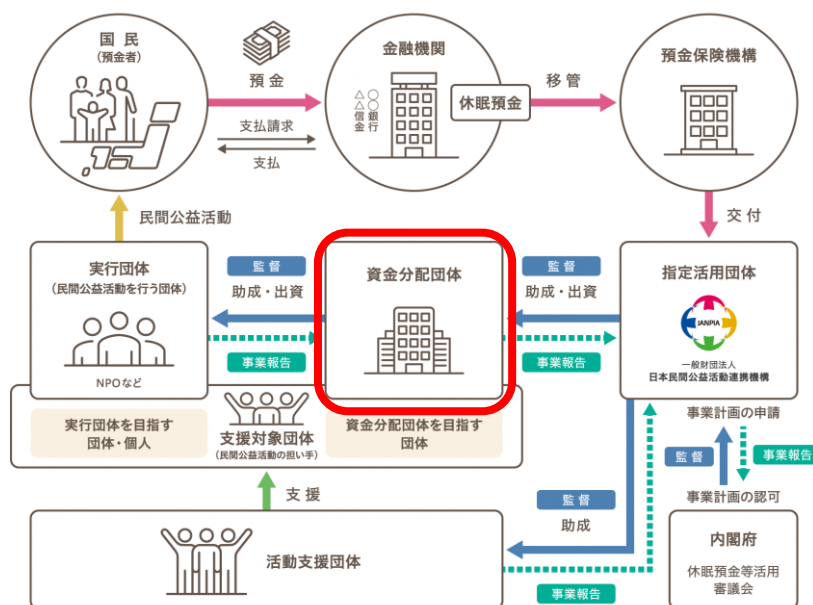 国民
(預金者)
預金
支払請求
支払
金融機関
○○銀行
△△信金
休眠預金
移管
預金保険機構
民間公益活動
交付
実行団体
(民間公益活動を行う団体)
NPOなど
監督
助成・出資
事業報告
資金分配団体
監督
助成・出資
事業報告
指定活用団体
JANPIA
一般財団法人
日本民間公益活動連携機構
実行団体を目指す
団体・個人
支援対象団体
(民間公益活動の担い手)
資金分配団体を目指す
団体
事業計画の申請
監督
事業報告
事業計画の認可
支援
監督
助成
活動支援団体
事業報告
内閣府
休眠預金等活用
審議会